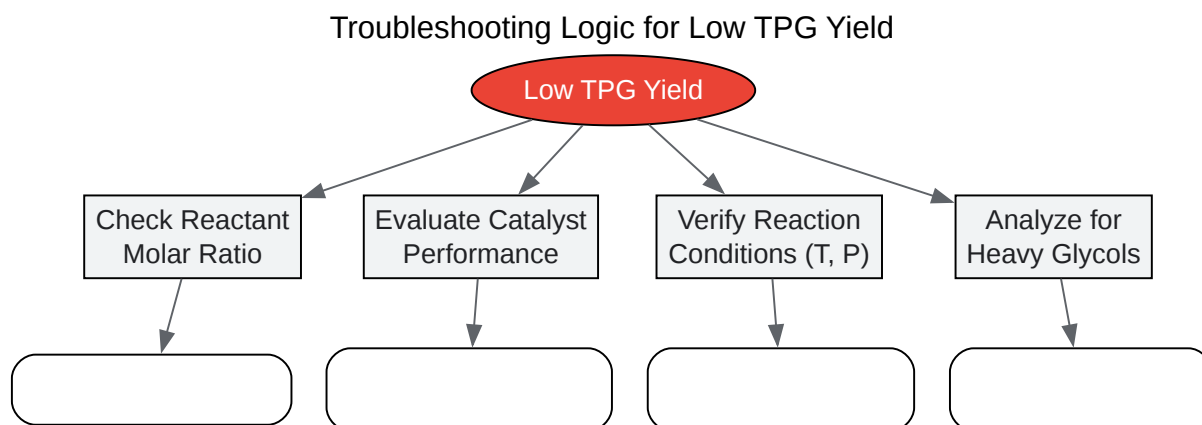 Troubleshooting Logic for Low TPG Yield
Low TPG Yield
Check Reactant
Molar Ratio
Evaluate Catalyst
Performance
Verify Reaction
Conditions (T, P)
Analyze for
Heavy Glycols